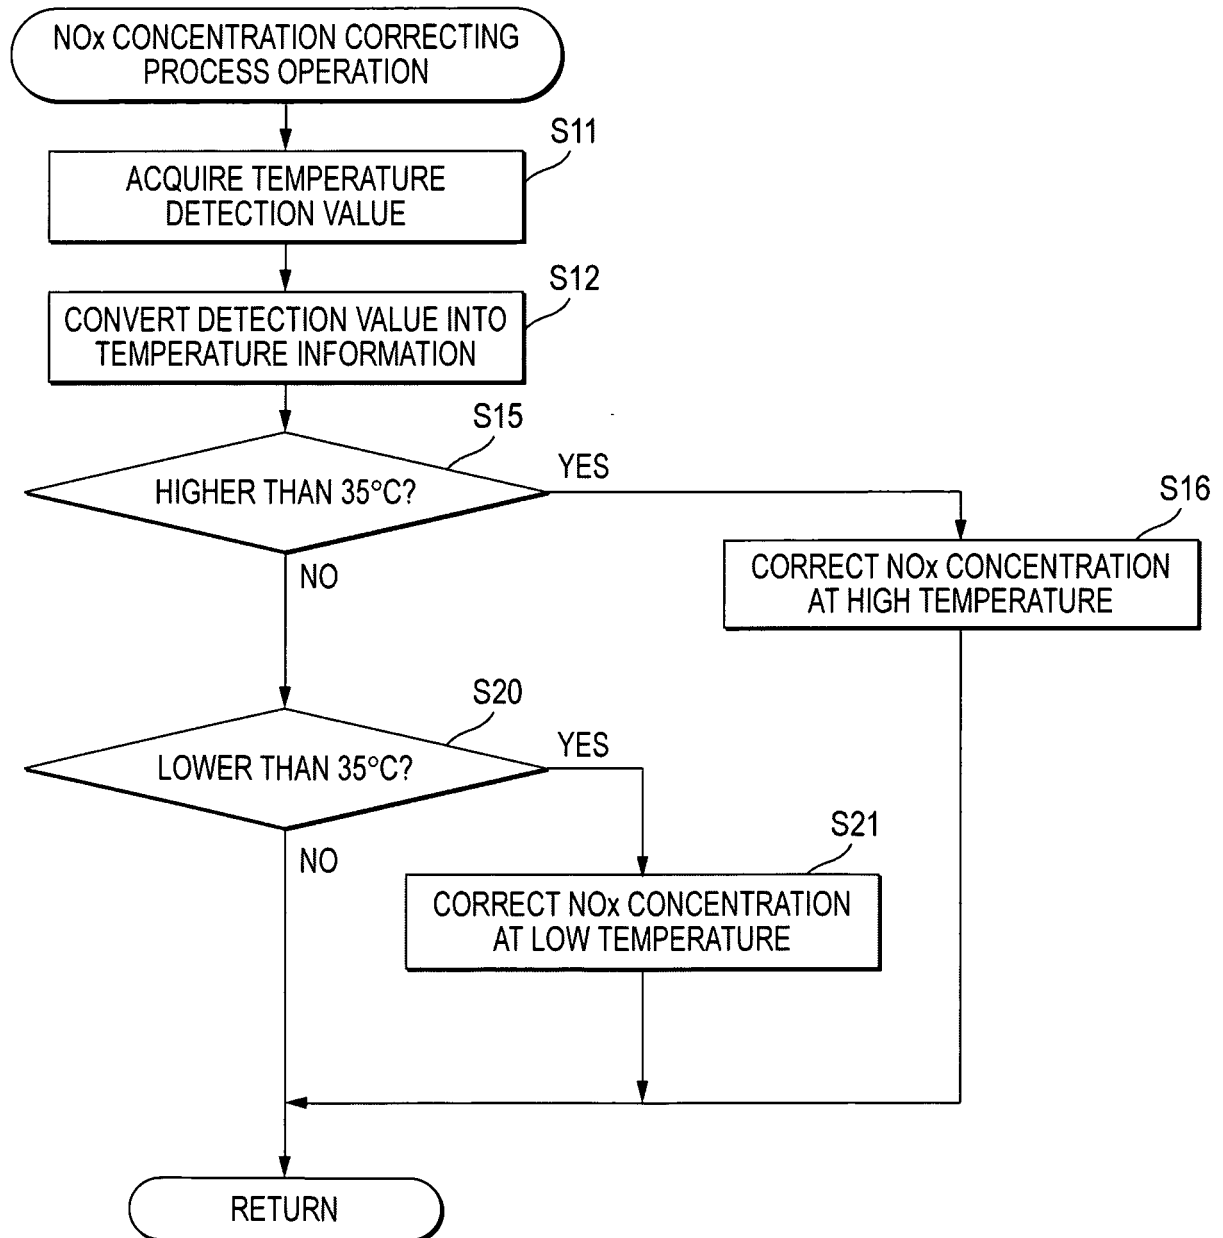 NOx CONCENTRATION CORRECTING
PROCESS OPERATION
S11
ACQUIRE TEMPERATURE
DETECTION VALUE
S12
CONVERT DETECTION VALUE INTO
TEMPERATURE INFORMATION
S15
HIGHER THAN 35°C?
YES
NO
S16
CORRECT NOx CONCENTRATION
AT HIGH TEMPERATURE
S20
LOWER THAN 35°C?
YES
NO
S21
CORRECT NOx CONCENTRATION
AT LOW TEMPERATURE
RETURN